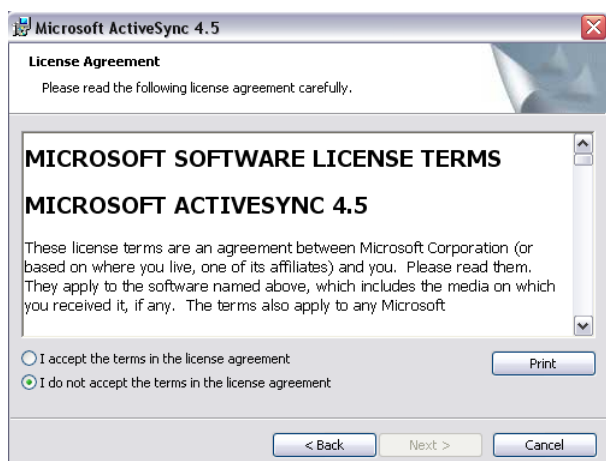 Microsoft ActiveSync 4.5
License Agreement
Please read the following license agreement carefully.
MICROSOFT SOFTWARE LICENSE TERMS
MICROSOFT ACTIVESYNC 4.5
These license terms are an agreement between Microsoft Corporation (or
based on where you live, one of its affiliates) and you.  Please read them.
They apply to the software named above, which includes the media on which
you received it, if any.  The terms also apply to any Microsoft
I accept the terms in the license agreement
Print
I do not accept the terms in the license agreement
< Back
Next >
Cancel